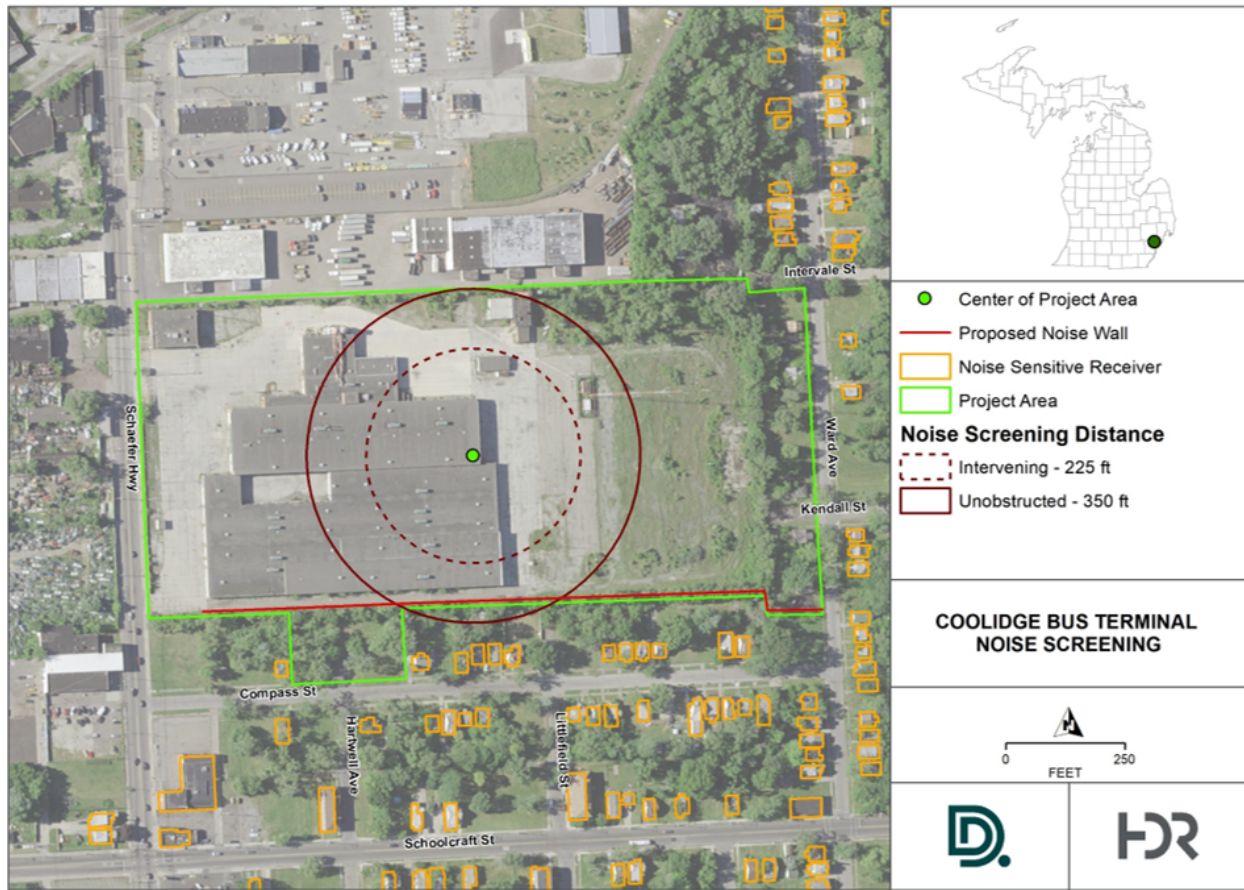 Intervale St
Schaefer Hwy
Ward Ave
Kendall St
Compass St
Hartwell Ave
Littlefield St
Schoolcraft St
Center of Project Area
Proposed Noise Wall
Noise Sensitive Receiver
Project Area
Noise Screening Distance
Intervening - 225 ft
Unobstructed - 350 ft
COOLIDGE BUS TERMINAL
NOISE SCREENING
N
0 250
FEET
D.
HDR